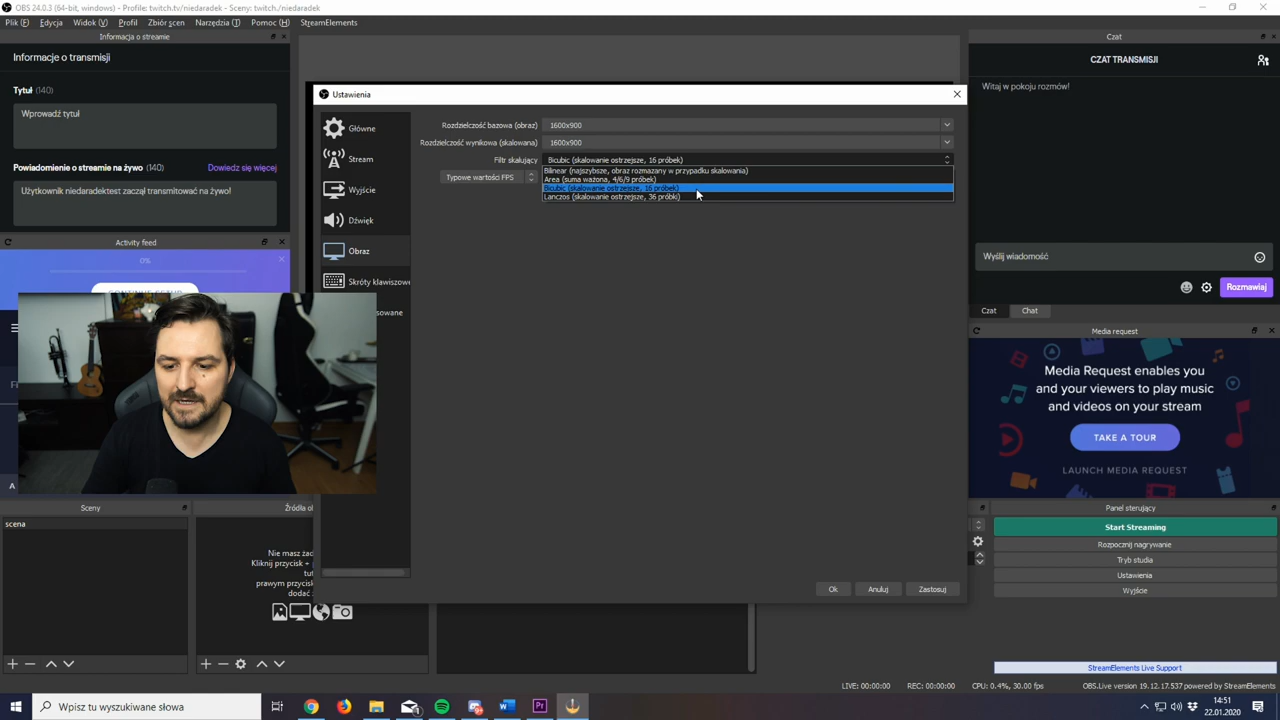 OBS 24.0.3 (64-bit, windows) - Profile: twitch.tv/niedaradek - Sceny: twitch./niedaradek
Plik (F) Edycja Widok (V) Profil Zbiór scen Narzędzia (T) Pomoc (H) StreamElements
Informacja o streamie
Informacje o transmisji
Tytuł (140)
Wprowadź tytuł
Powiadomienie o streamie na żywo (140) Dowiedz się więcej
Użytkownik niedaradektest zaczął transmitować na żywo!
Activity feed
0%
Sceny
scena
Źródła o
Nie masz żad
Kliknij przycisk +
tut
prawym przycisk
dodać
Ustawienia
Główne
Stream
Wyjście
Dźwięk
Obraz
Skróty klawiszowe
sowane
Rozdzielczość bazowa (obraz) 1600x900
Rozdzielczość wynikowa (skalowana) 1600x900
Filtr skalujący Bicubic (skalowanie ostrzejsze, 16 próbek)
Typowe wartości FPS
Bilinear (najszybsze, obraz rozmazany w przypadku skalowania)
Area (suma ważona, 4/6/9 próbek)
Bicubic (skalowanie ostrzejsze, 16 próbek)
Lanczos (skalowanie ostrzejsze, 36 próbki)
Ok Anuluj Zastosuj
Czat
CZAT TRANSMISJI
Witaj w pokoju rozmów!
Wyślij wiadomość
Rozmawiaj
Czat Chat
Media request
Media Request enables you
and your viewers to play music
and videos on your stream
TAKE A TOUR
LAUNCH MEDIA REQUEST
Panel sterujący
Start Streaming
Rozpocznij nagrywanie
Tryb studia
Ustawienia
Wyjście
StreamElements Live Support
LIVE: 00:00:00 REC: 00:00:00 CPU: 0.4%, 30.00 fps OBS.Live version 19.12.17.537 powered by StreamElements
Wpisz tu wyszukiwane słowa
14:51
22.01.2020